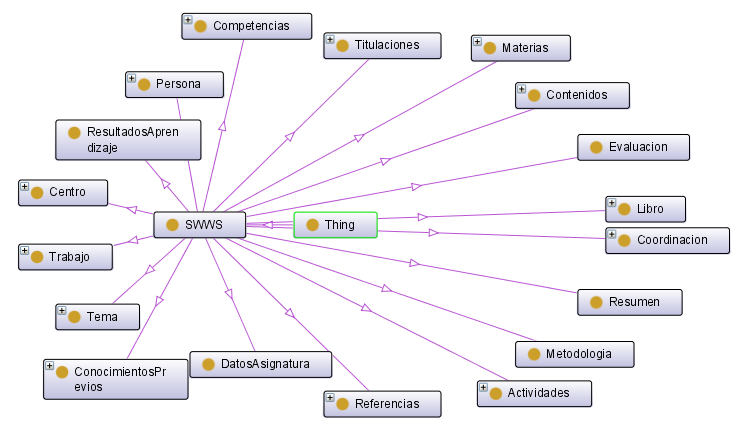 Competencias
Titulaciones
Materias
Persona
Contenidos
ResultadosApren
dizaje
Evaluacion
Centro
Libro
SWWS
Thing
Coordinacion
Trabajo
Resumen
Tema
Metodologia
DatosAsignatura
ConocimientosPr
evios
Actividades
Referencias